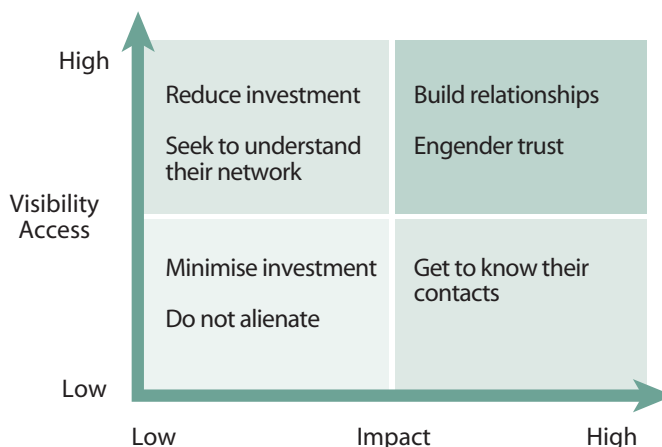 High
Reduce investment
Seek to understand
their network
Build relationships
Engender trust
Visibility
Access
Minimise investment
Do not alienate
Get to know their
contacts
Low
Low
Impact
High